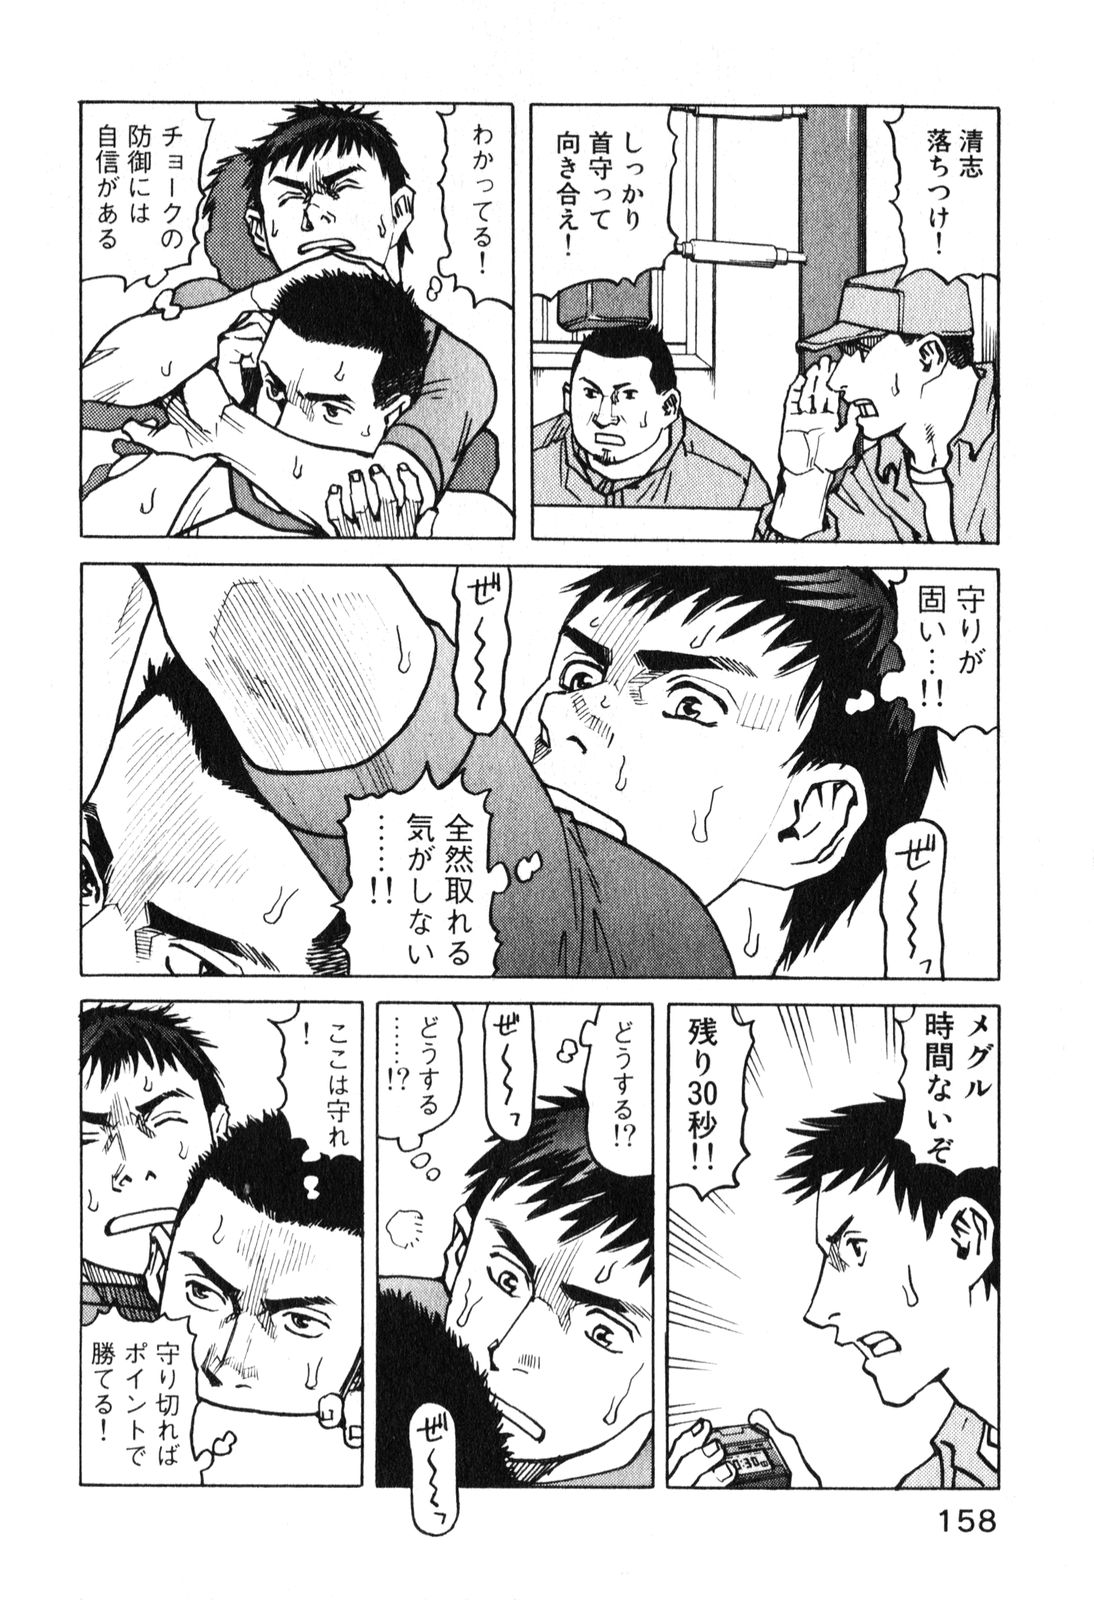 清志
落ちつけ!
しっかり
首守って
向き合え!
わかってる!
チョークの
防御には
自信がある
守りが
固い…‥!!
ぜ〜〜〜
ぜ〜〜〜っ
全然取れる
気がしない
……!!
メグル
時間ないぞ
残り30秒!!
0:30
どうする!?
ぜ〜〜っ
どうする
……!?
ぜ〜〜っ
ここは守れ
!
守り切れば
ポイントで
勝てる!
158